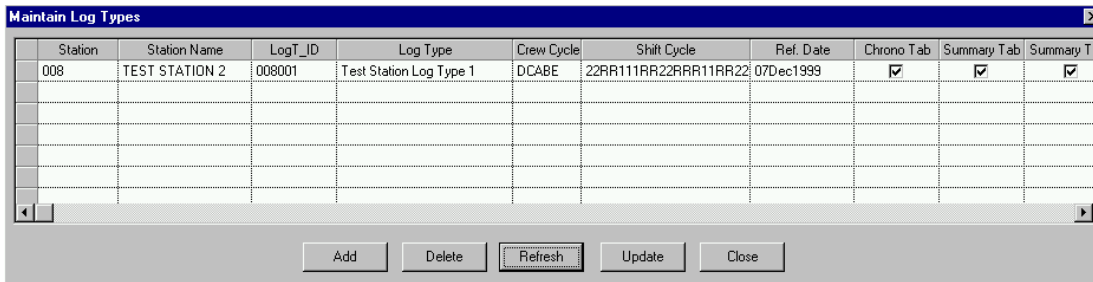 Maintain Log Types
Station Station Name LogT_ID Log Type Crew Cycle Shift Cycle Ref. Date Chrono Tab Summary Tab Summary T
008 TEST STATION 2 008001 Test Station Log Type 1 DCABE 22RR111RR22RRR11RR22 07Dec1999
Add Delete Refresh Update Close